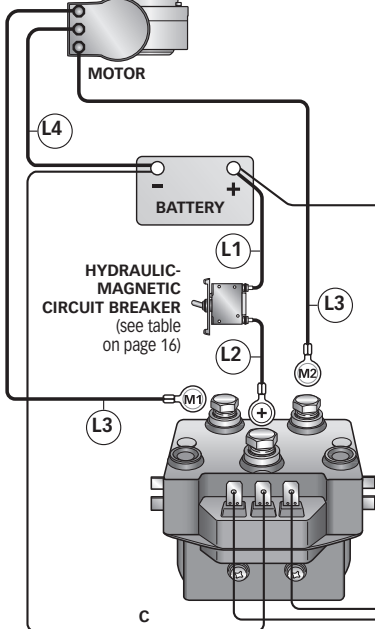 MOTOR
L4
-
+
BATTERY
L1
HYDRAULIC-
MAGNETIC
CIRCUIT BREAKER
(see table
on page 16)
L3
L2
M2
M1
+
L3
C